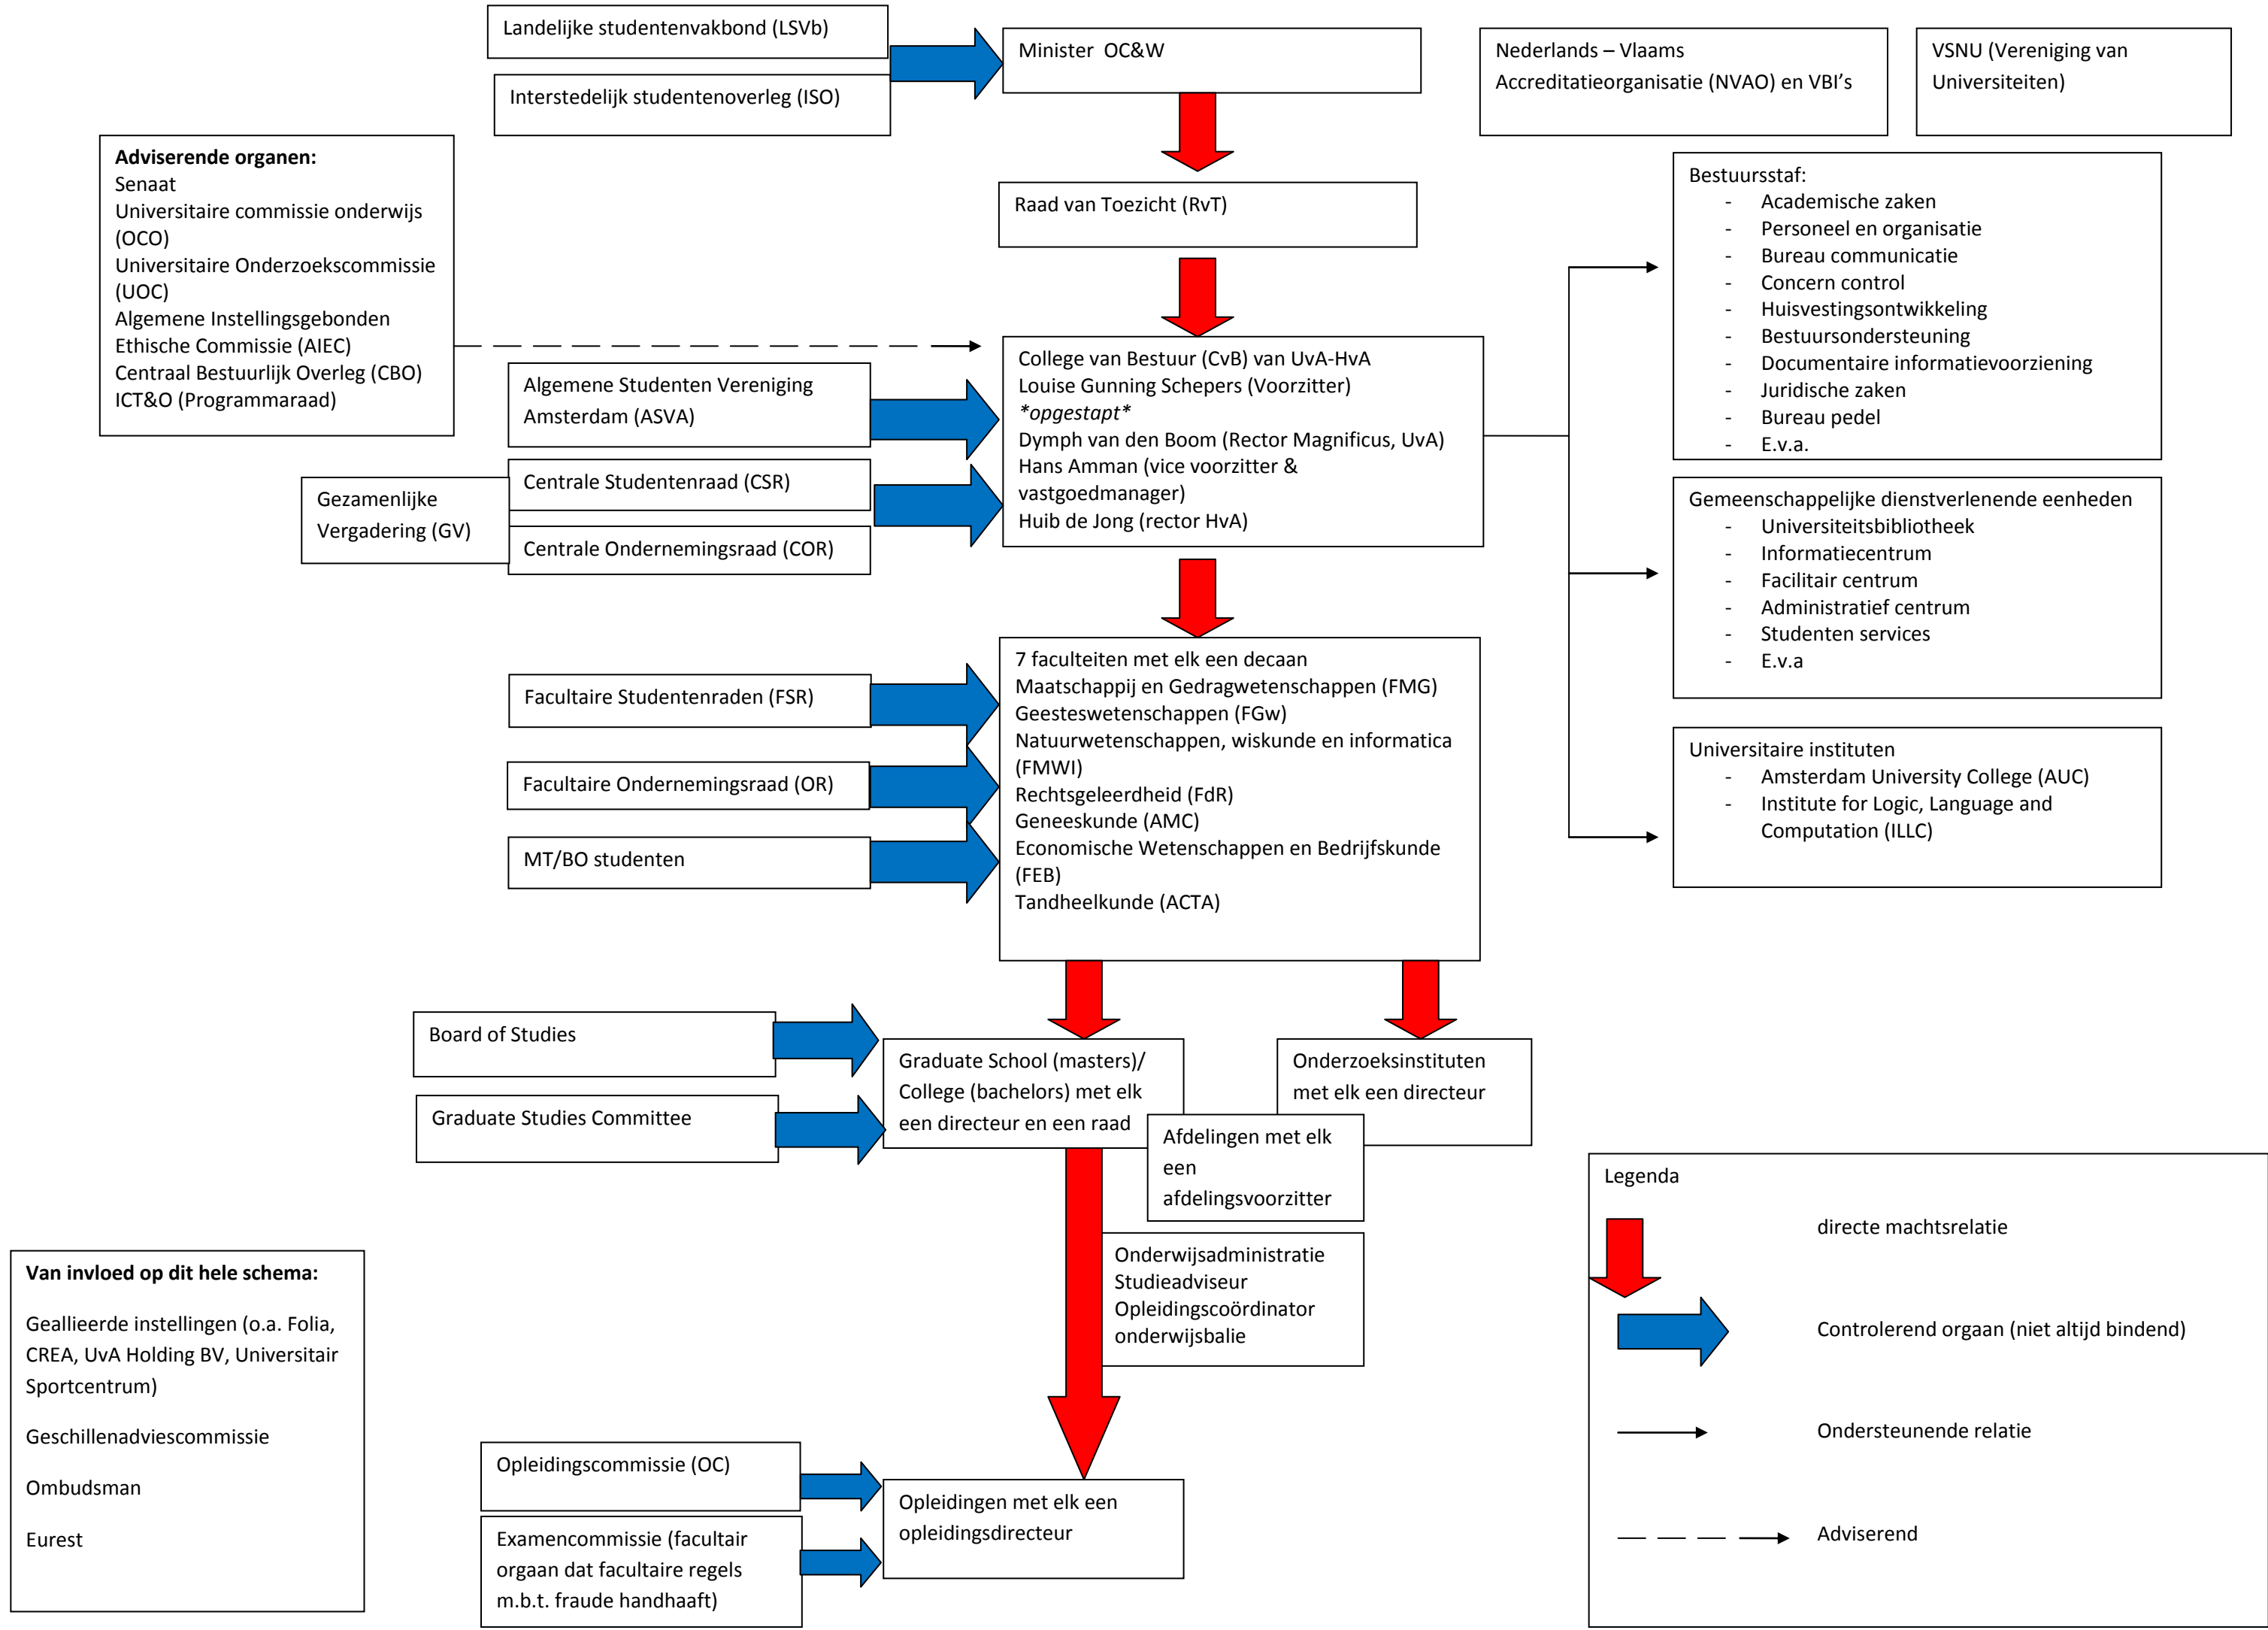 Landelijke studentenvakbond (LSVb)
Interstedelijk studentenoverleg (ISO)
Minister OC&W
Nederlands – Vlaams
Accreditatieorganisatie (NVAO) en VBI’s
VSNU (Vereniging van
Universiteiten)
Adviserende organen:
Senaat
Universitaire commissie onderwijs
(OCO)
Universitaire Onderzoekscommissie
(UOC)
Algemene Instellingsgebonden
Ethische Commissie (AIEC)
Centraal Bestuurlijk Overleg (CBO)
ICT&O (Programmaraad)
Raad van Toezicht (RvT)
Bestuursstaf:
- Academische zaken
- Personeel en organisatie
- Bureau communicatie
- Concern control
- Huisvestingsontwikkeling
- Bestuursondersteuning
- Documentaire informatievoorziening
- Juridische zaken
- Bureau pedel
- E.v.a.
Algemene Studenten Vereniging
Amsterdam (ASVA)
Gezamenlijke
Vergadering (GV)
Centrale Studentenraad (CSR)
Centrale Ondernemingsraad (COR)
College van Bestuur (CvB) van UvA-HvA
Louise Gunning Schepers (Voorzitter)
*opgestapt*
Dymph van den Boom (Rector Magnificus, UvA)
Hans Amman (vice voorzitter &
vastgoedmanager)
Huib de Jong (rector HvA)
Gemeenschappelijke dienstverlenende eenheden
- Universiteitsbibliotheek
- Informatiecentrum
- Facilitair centrum
- Administratief centrum
- Studenten services
- E.v.a
Facultaire Studentenraden (FSR)
Facultaire Ondernemingsraad (OR)
MT/BO studenten
7 faculteiten met elk een decaan
Maatschappij en Gedragwetenschappen (FMG)
Geesteswetenschappen (FGw)
Natuurwetenschappen, wiskunde en informatica
(FMWI)
Rechtsgeleerdheid (FdR)
Geneeskunde (AMC)
Economische Wetenschappen en Bedrijfskunde
(FEB)
Tandheelkunde (ACTA)
Universitaire instituten
- Amsterdam University College (AUC)
- Institute for Logic, Language and
Computation (ILLC)
Board of Studies
Graduate Studies Committee
Graduate School (masters)/
College (bachelors) met elk
een directeur en een raad
Onderzoeksinstituten
met elk een directeur
Afdelingen met elk
een
afdelingsvoorzitter
Onderwijsadministratie
Studieadviseur
Opleidingscoördinator
onderwijsbalie
Legenda
directe machtsrelatie
Controlerend orgaan (niet altijd bindend)
Ondersteunende relatie
Adviserend
Van invloed op dit hele schema:
Geallieerde instellingen (o.a. Folia,
CREA, UvA Holding BV, Universitair
Sportcentrum)
Geschillenadviescommissie
Ombudsman
Eurest
Opleidingscommissie (OC)
Examencommissie (facultair
orgaan dat facultaire regels
m.b.t. fraude handhaaft)
Opleidingen met elk een
opleidingsdirecteur